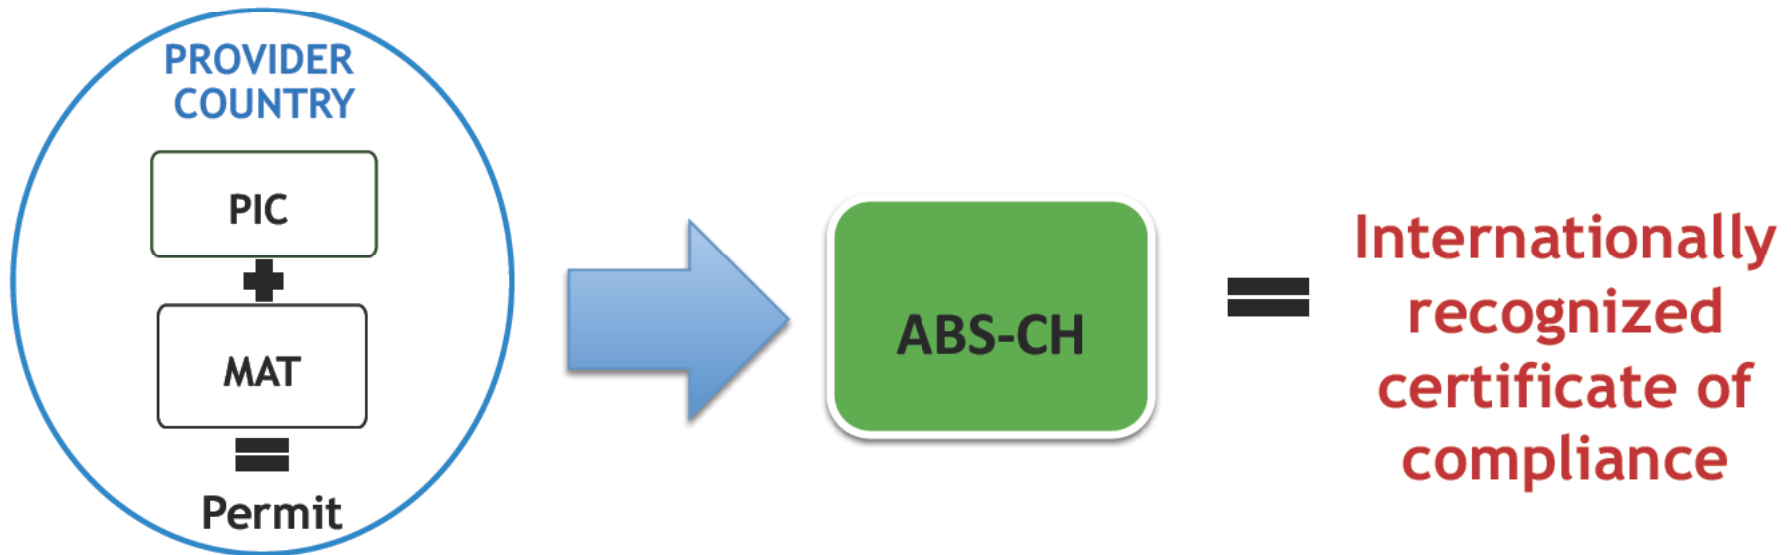 PROVIDER
COUNTRY
PIC
+
MAT
=
Permit
ABS-CH
=
Internationally
recognized
certificate of
compliance